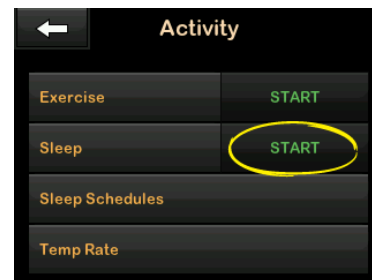 Activity
Exercise START
Sleep START
Sleep Schedules
Temp Rate